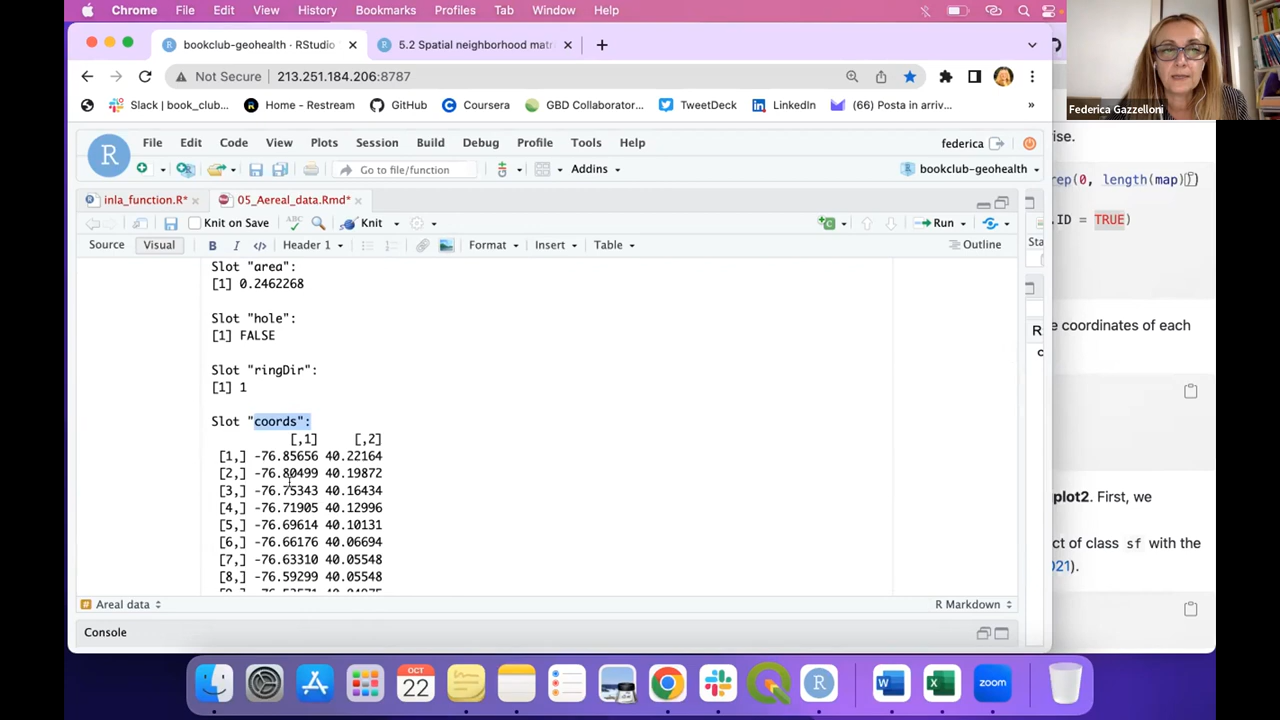 Chrome File Edit View History Bookmarks Profiles Tab Window Help
bookclub-geohealth · RStudio
5.2 Spatial neighborhood mat
Not Secure 213.251.184.206:8787
Slack | book_club... Home - Restream GitHub Coursera GBD Collaborator... TweetDeck LinkedIn (66) Posta in arriv... »
Federica Gazzelloni
R File Edit Code View Plots Session Build Debug Profile Tools Help federica
Go to file/function Addins bookclub-geohealth
inla_function.R* 05_Aereal_data.Rmd*
Knit on Save ABC Knit Run
Source Visual B I </> Header 1 Format Insert Table Outline
Slot "area":
[1] 0.2462268
Slot "hole":
[1] FALSE
Slot "ringDir":
[1] 1
Slot "coords":
[,1] [,2]
[1,] -76.85656 40.22164
[2,] -76.80499 40.19872
[3,] -76.75343 40.16434
[4,] -76.71905 40.12996
[5,] -76.69614 40.10131
[6,] -76.66176 40.06694
[7,] -76.63310 40.05548
[8,] -76.59299 40.05548
# Areal data R Markdown
Console
Sta
R
ise.
rep(0, length(map))
.ID = TRUE)
e coordinates of each
plot2. First, we
ct of class sf with the
021).
OCT
22
W X zoom